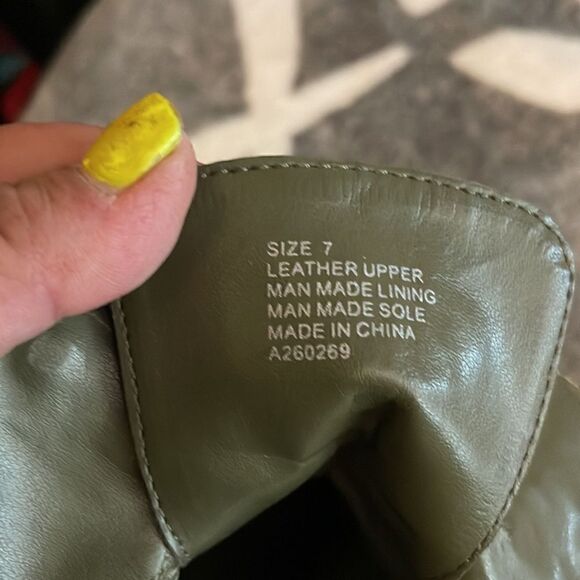 SIZE 7
LEATHER UPPER
MAN MADE LINING
MAN MADE SOLE
MADE IN CHINA
A260269